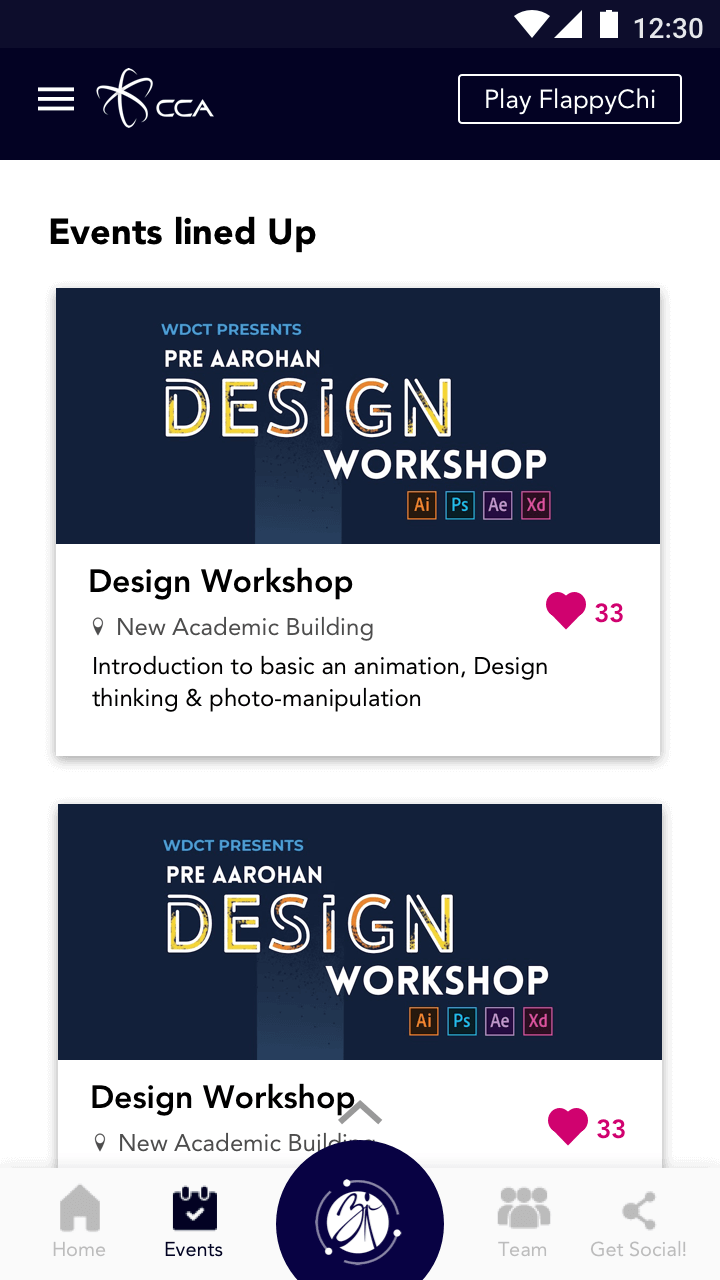 12:30
CCA
Play FlappyChi
Events lined Up
WDCT PRESENTS
PRE AAROHAN
DESIGN
WORKSHOP
Ai Ps Ae Xd
Design Workshop
New Academic Building
33
Introduction to basic an animation, Design
thinking & photo-manipulation
WDCT PRESENTS
PRE AAROHAN
DESIGN
WORKSHOP
Ai Ps Ae Xd
Design Workshop
New Academic Building
33
Home
Events
Team
Get Social!